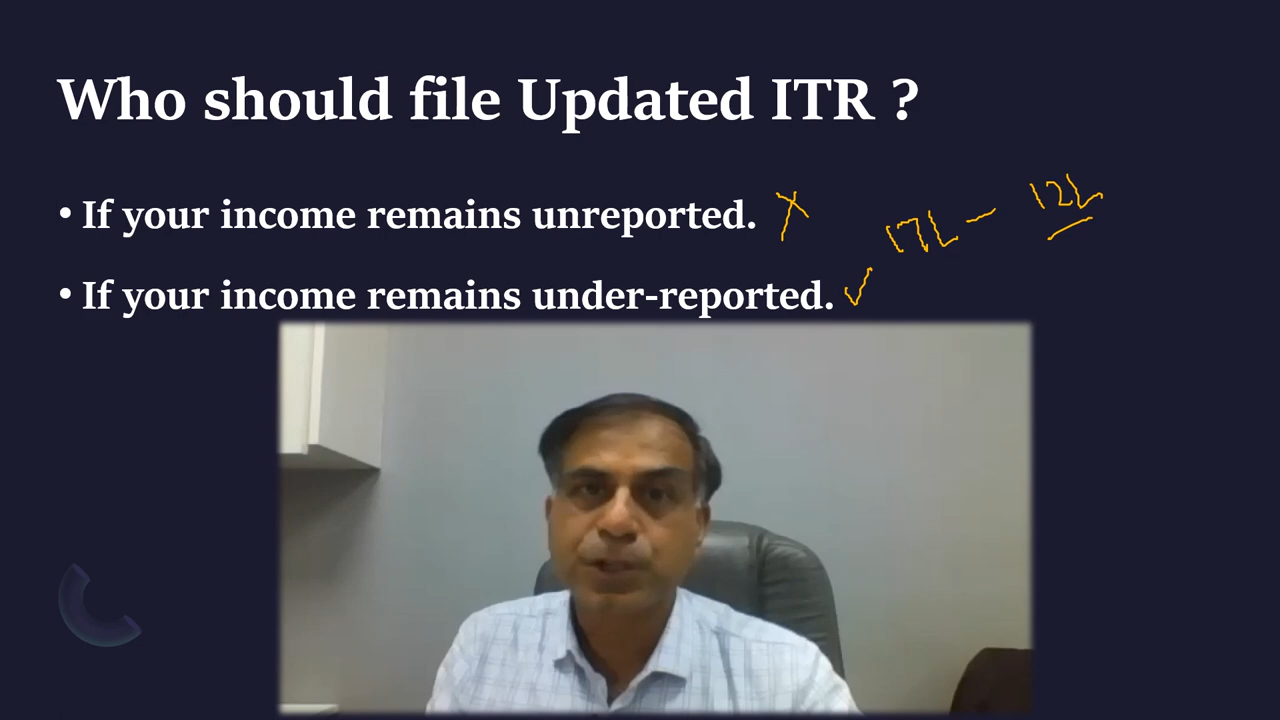 Who should file Updated ITR ?
• If your income remains unreported. X
17L - 12L
• If your income remains under-reported. ✓